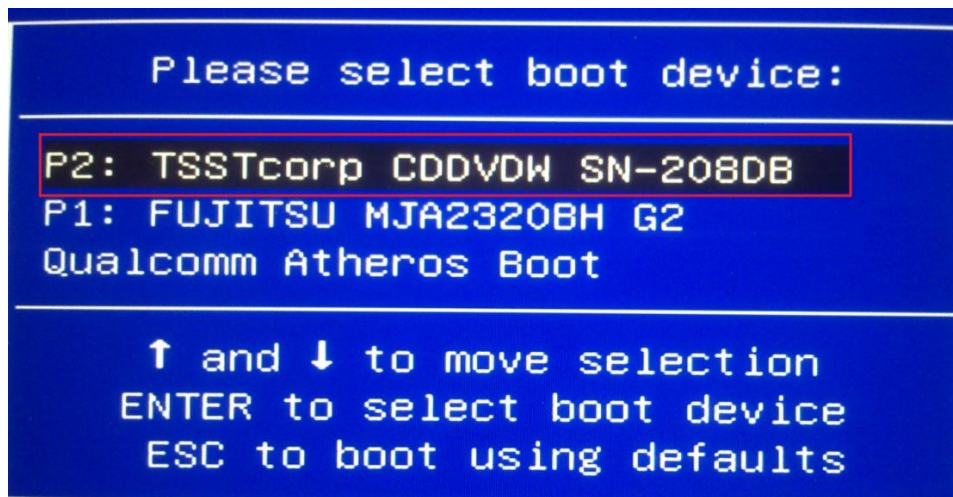 Please select boot device:
P2: TSSTcorp CDDVDW SN-208DB
P1: FUJITSU MJA2320BH G2
Qualcomm Atheros Boot
↑ and ↓ to move selection
ENTER to select boot device
ESC to boot using defaults